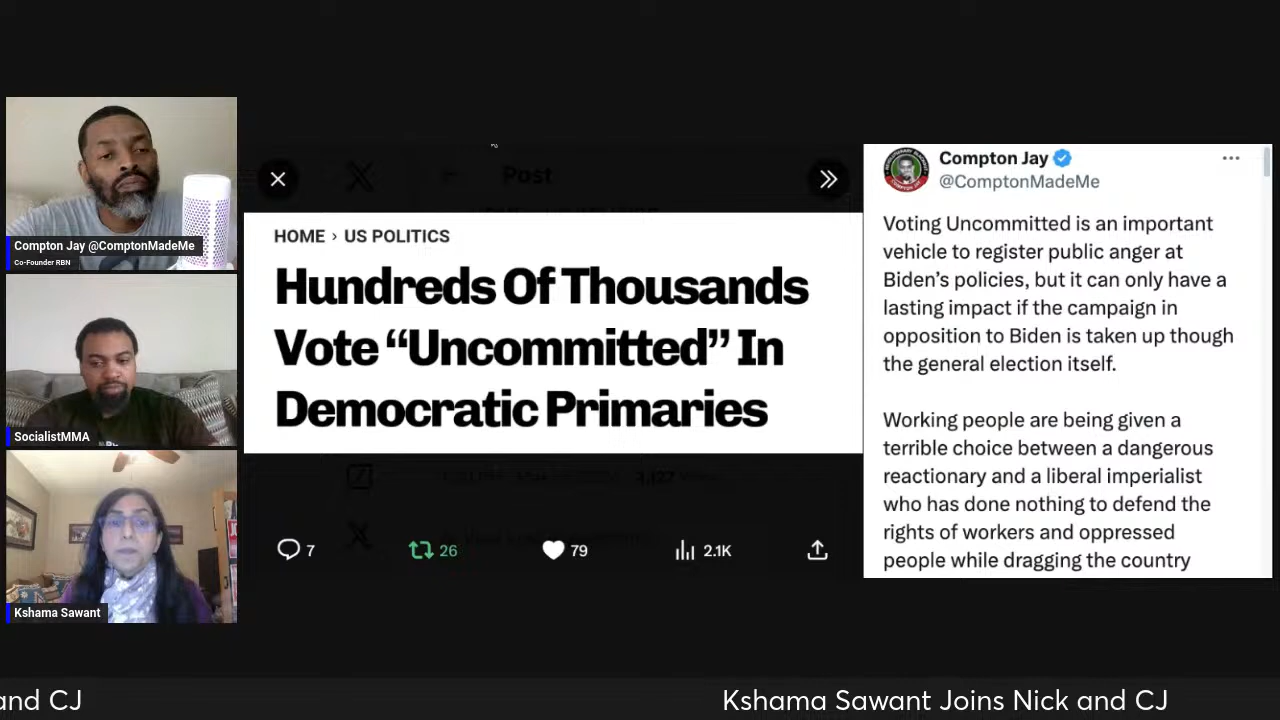 Compton Jay @ComptonMadeMe
Co-Founder RBN
SocialistMMA
Kshama Sawant
Post
HOME › US POLITICS
Hundreds Of Thousands
Vote “Uncommitted” In
Democratic Primaries
7
26
79
2.1K
Compton Jay
@ComptonMadeMe
Voting Uncommitted is an important
vehicle to register public anger at
Biden’s policies, but it can only have a
lasting impact if the campaign in
opposition to Biden is taken up though
the general election itself.
Working people are being given a
terrible choice between a dangerous
reactionary and a liberal imperialist
who has done nothing to defend the
rights of workers and oppressed
people while dragging the country
and CJ
Kshama Sawant Joins Nick and CJ